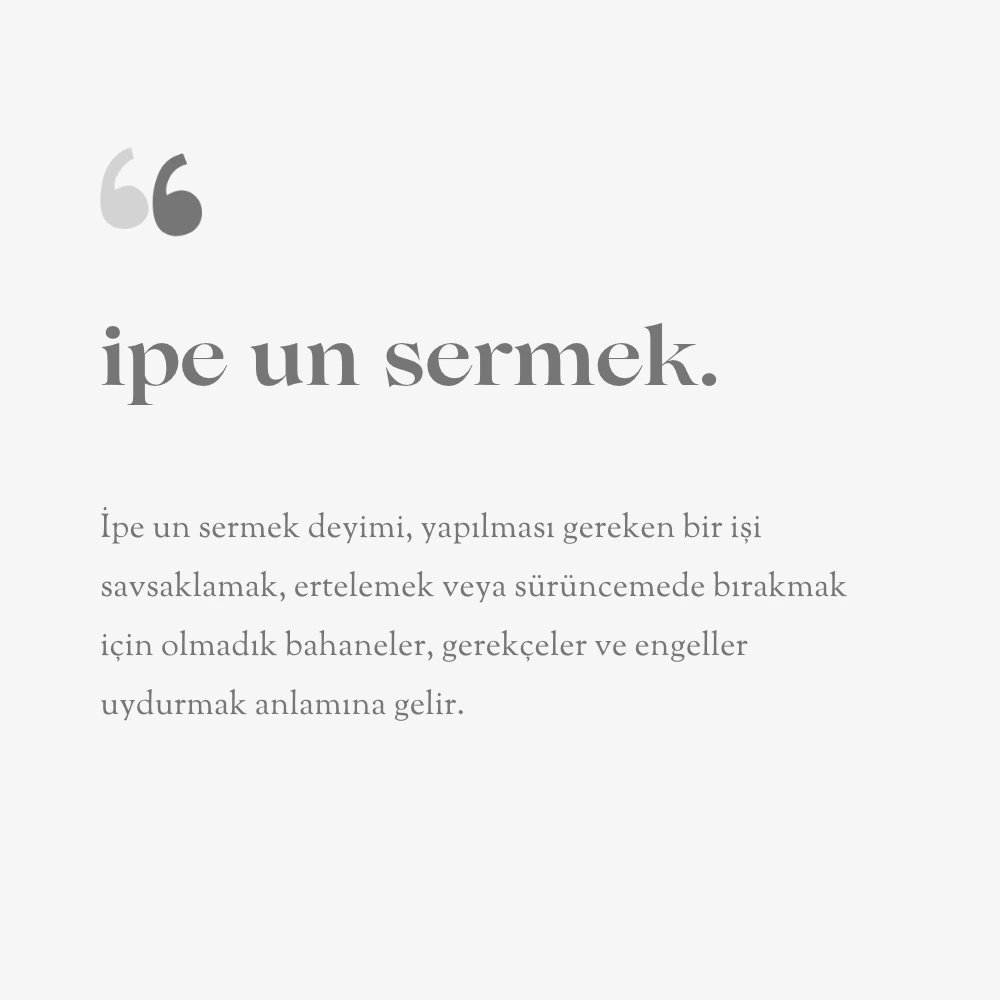 ipe un sermek.
İpe un sermek deyimi, yapılması gereken bir işi
savsaklamak, ertelemek veya sürüncemede bırakmak
için olmadık bahaneler, gerekçeler ve engeller
uydurmak anlamına gelir.